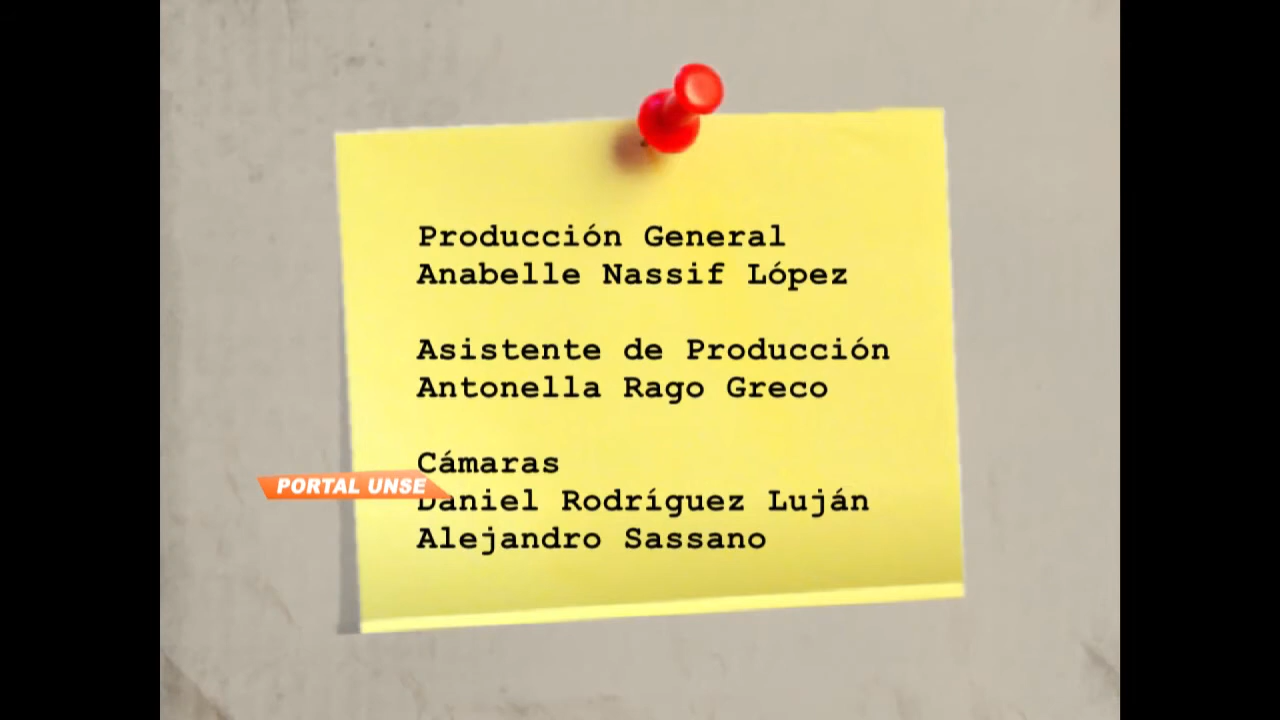 Producción General
Anabelle Nassif López
Asistente de Producción
Antonella Rago Greco
Cámaras
PORTAL UNSE
Daniel Rodríguez Luján
Alejandro Sassano